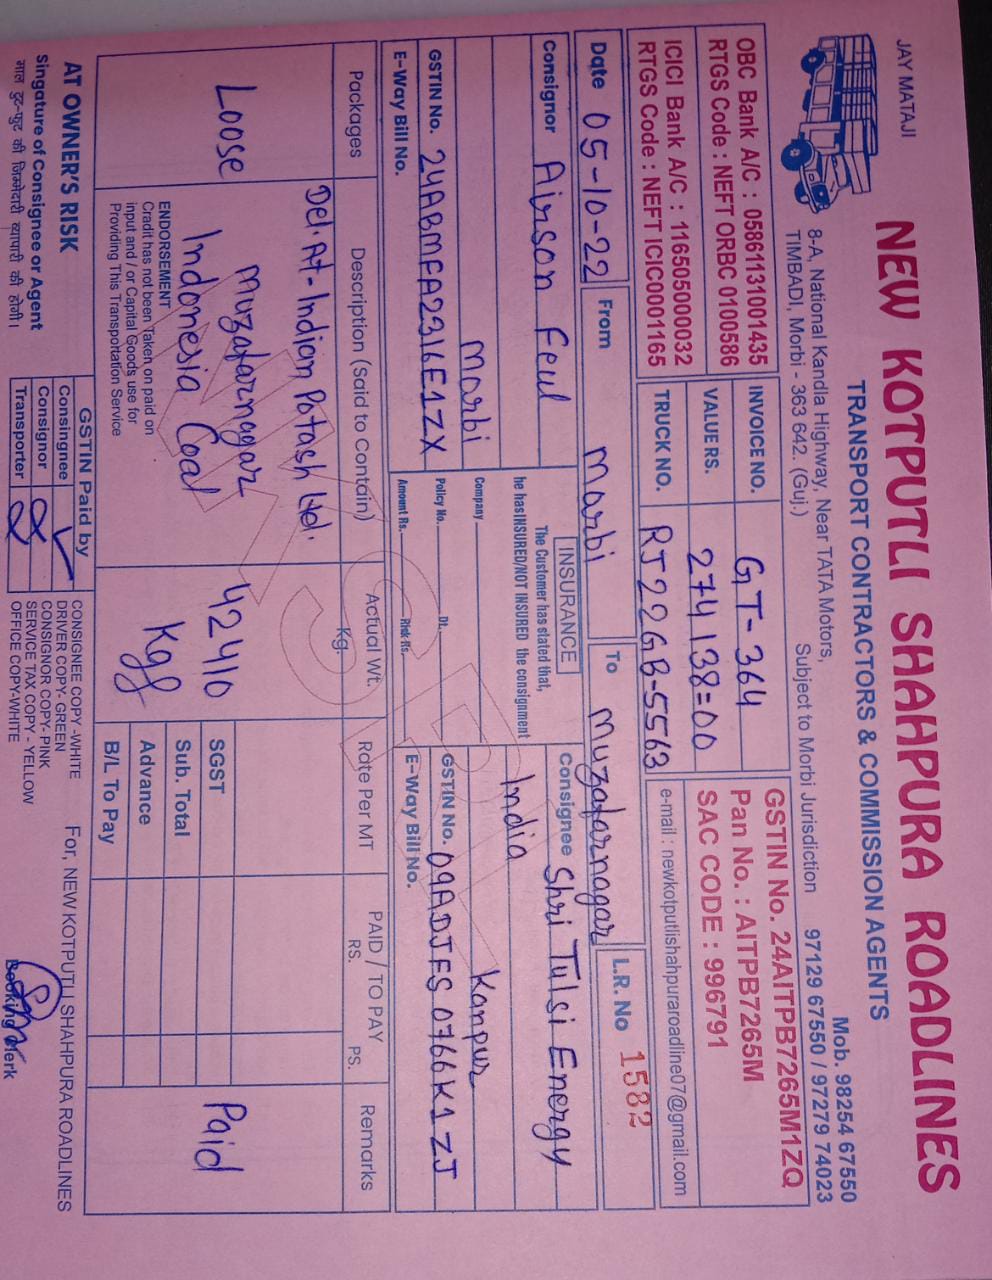 JAY MATAJI
NEW KOTPUTLI SHAHPURA ROADLINES
TRANSPORT CONTRACTORS & COMMISSION AGENTS
8-A, National Kandla Highway, Near TATA Motors,
TIMBADI, Morbi - 363 642. (Guj.)
Subject to Morbi Jurisdiction
Mob. 98254 67550
97129 67550 / 97279 74023
OBC Bank A/C : 05861131001435
RTGS Code : NEFT ORBC 0100586
ICICI Bank A/C : 116505000032
RTGS Code : NEFT ICIC0001165
INVOICE NO. GT-364
VALUE RS. 274138=00
TRUCK NO. RJ22GB-5563
GSTIN No. 24AITPB7265M1ZQ
Pan No. : AITPB7265M
SAC CODE : 996791
e-mail : newkotputlishahpuraroadline07@gmail.com
Date 05-10-22 From Morbi To Muzafarnagar L.R. No 1582
Consignor Airson Feul
Morbi
GSTIN No. 24ABMFA2316E1ZX
E-Way Bill No.
INSURANCE
The Customer has stated that,
he has INSURED/NOT INSURED the consignment
Company
Policy No. Dt.
Amount Rs. Risk Rs.
Consignee Shri Tulsi Energy
India
Kanpur
GSTIN No. 09ADJFS0766K1ZJ
E-Way Bill No.
Packages Description (Said to Contain) Actual Wt. Kg. Rate Per MT PAID / TO PAY RS. PS. Remarks
Del. At - Indian Potash Ltd.
Muzafarnagar
Loose Indonesia Coal 42410 Kgs Paid
ENDORSEMENT
Cradit has not been Taken on paid on
input and / or Capital Goods use for
Providing This Transportation Service
SGST
Sub. Total
Advance
B/L To Pay
AT OWNER'S RISK
Singature of Consignee or Agent
माल टूट-फुट की जिम्मेदारी व्यापारी की होगी।
GSTIN Paid by
Consingnee ✓
Consignor
Transporter
CONSIGNEE COPY -WHITE
DRIVER COPY- GREEN
CONSIGNOR COPY- PINK
SERVICE TAX COPY - YELLOW
OFFICE COPY-WHITE
For, NEW KOTPUTLI SHAHPURA ROADLINES
Booking Clerk